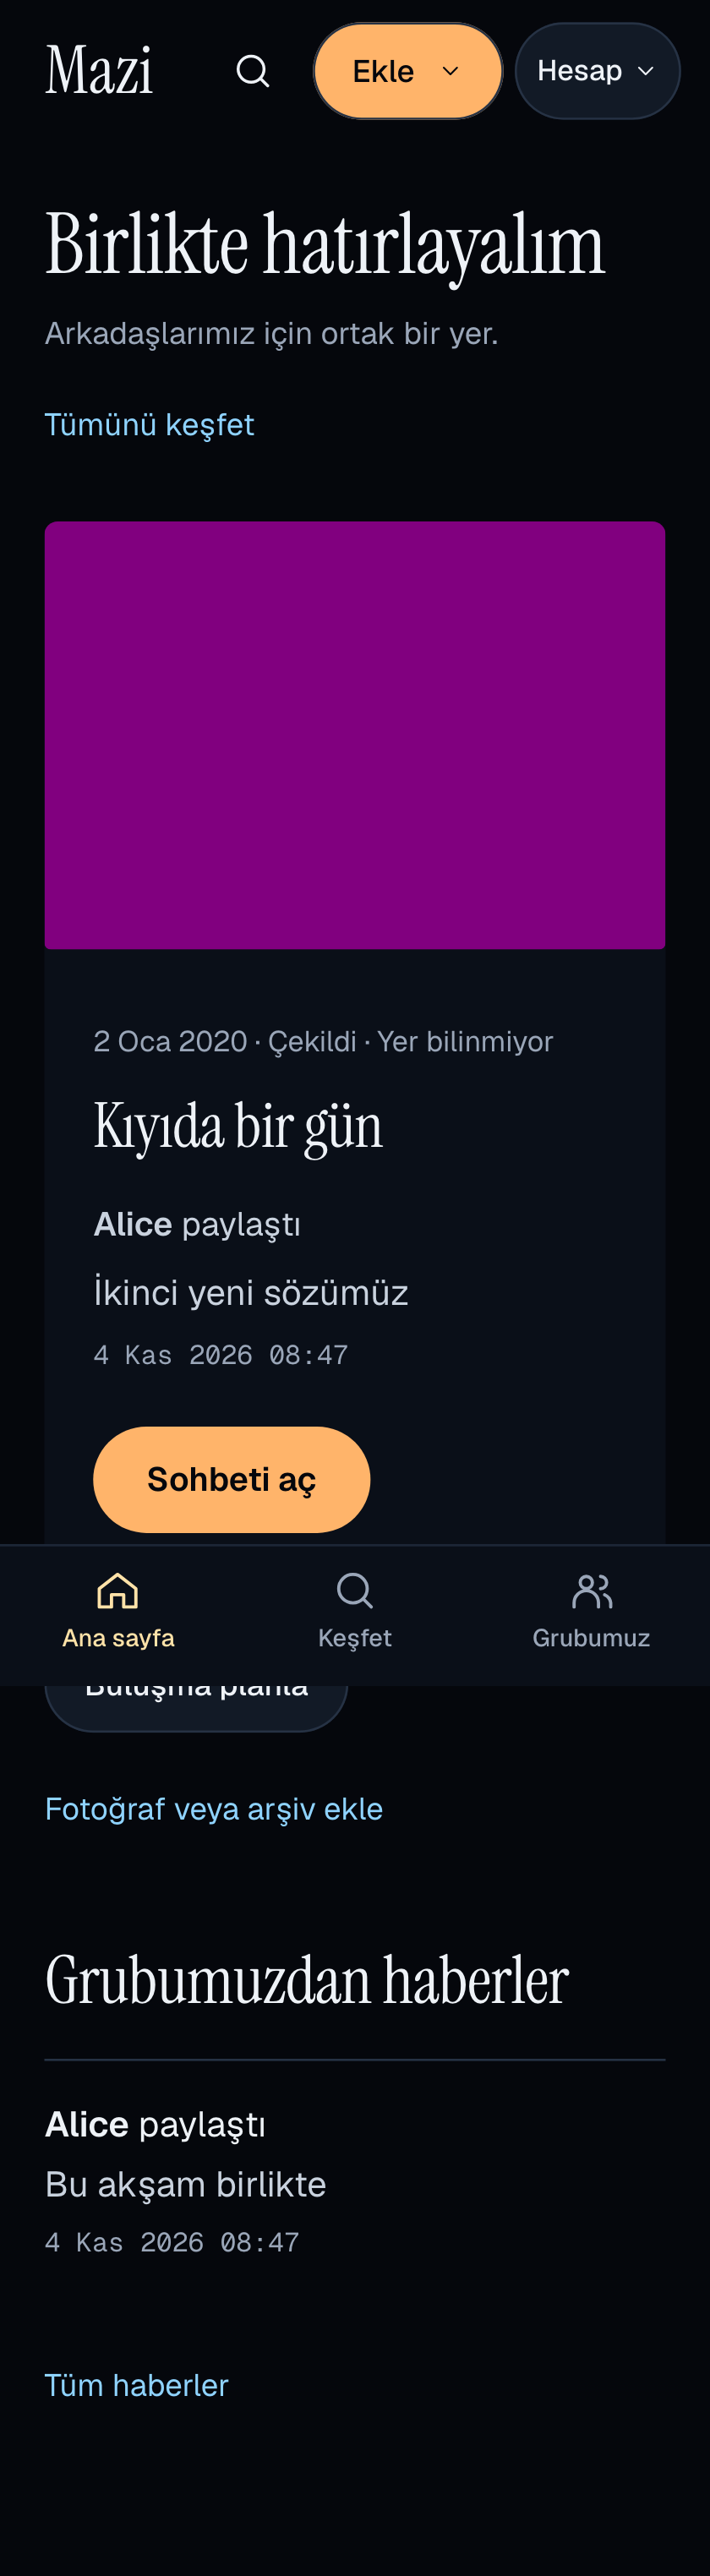 Mazi
Ekle
Hesap
Birlikte hatırlayalım
Arkadaşlarımız için ortak bir yer.
Tümünü keşfet
2 Oca 2020 · Çekildi · Yer bilinmiyor
Kıyıda bir gün
Alice paylaştı
İkinci yeni sözümüz
4 Kas 2026 08:47
Sohbeti aç
Ana sayfa
Keşfet
Grubumuz
Buluşma planla
Fotoğraf veya arşiv ekle
Grubumuzdan haberler
Alice paylaştı
Bu akşam birlikte
4 Kas 2026 08:47
Tüm haberler